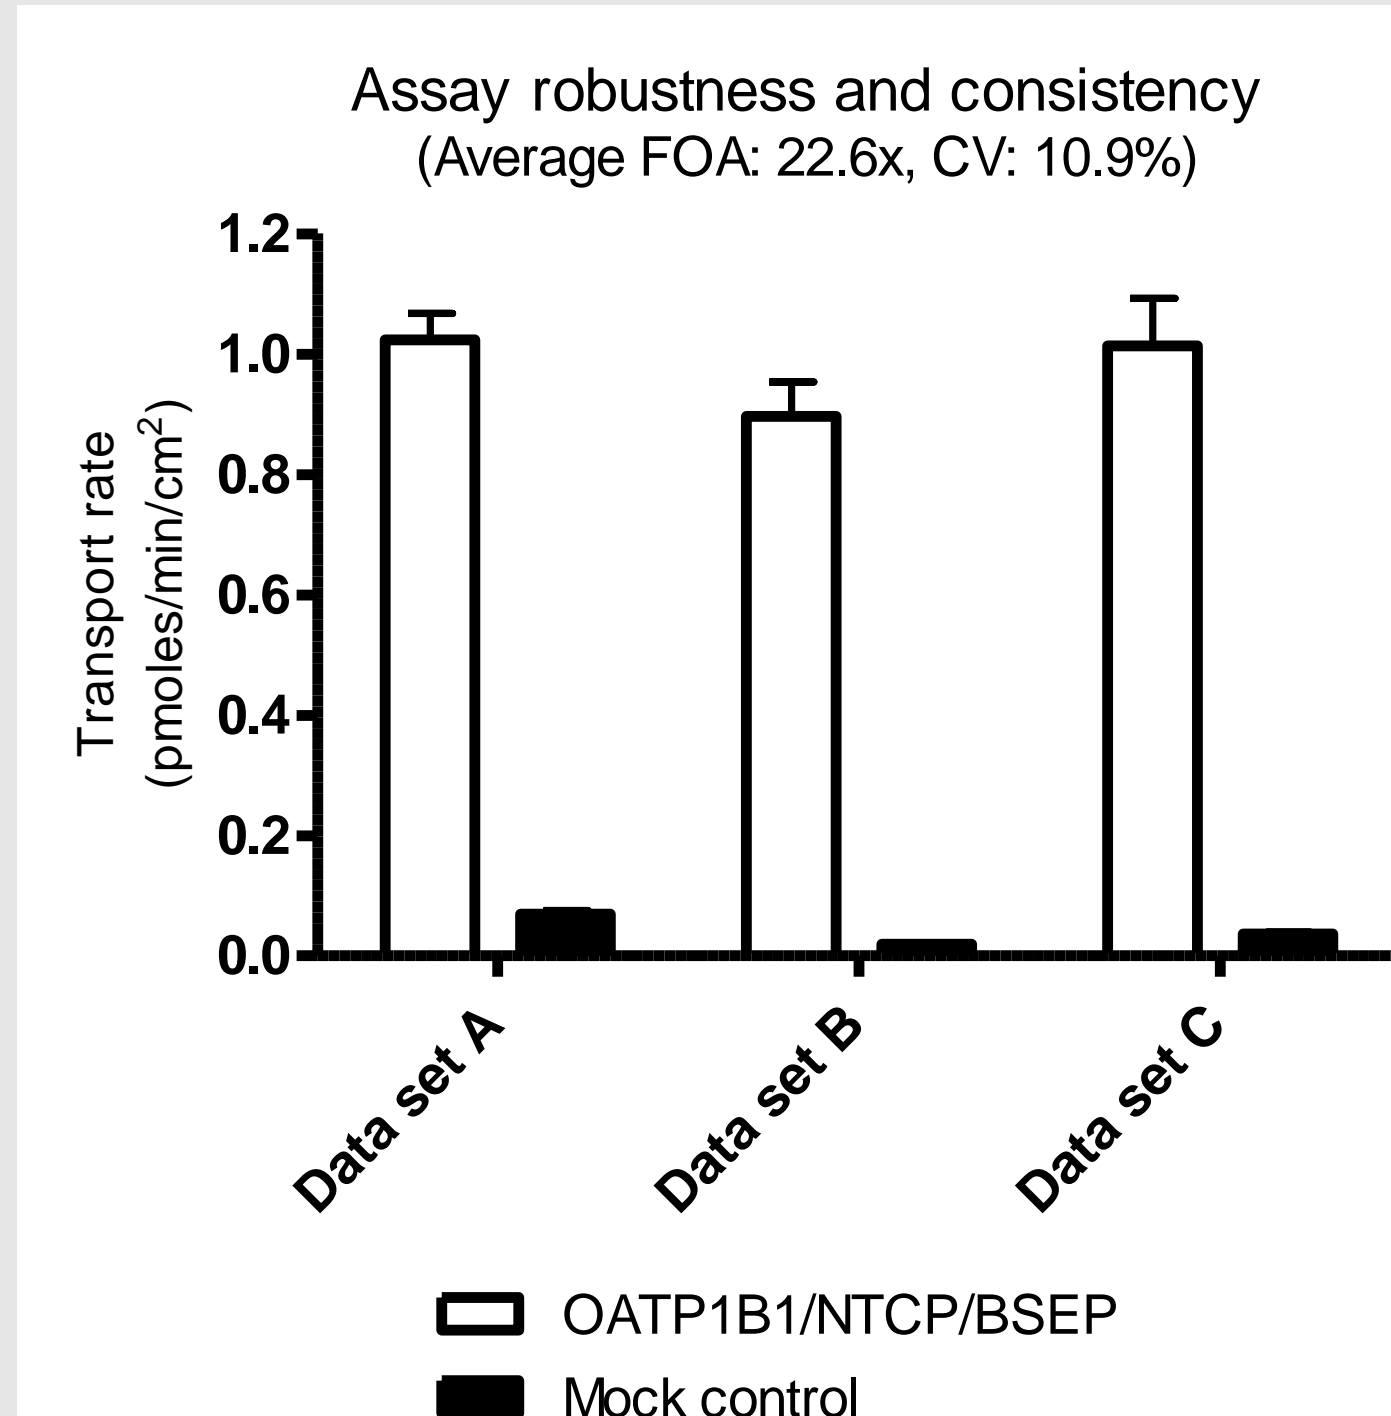 Assay robustness and consistency
(Average FOA: 22.6x, CV: 10.9%)
Transport rate
(pmoles/min/cm²)
1.2
1.0
0.8
0.6
0.4
0.2
0.0
Data set A
Data set B
Data set C
OATP1B1/NTCP/BSEP
Mock control